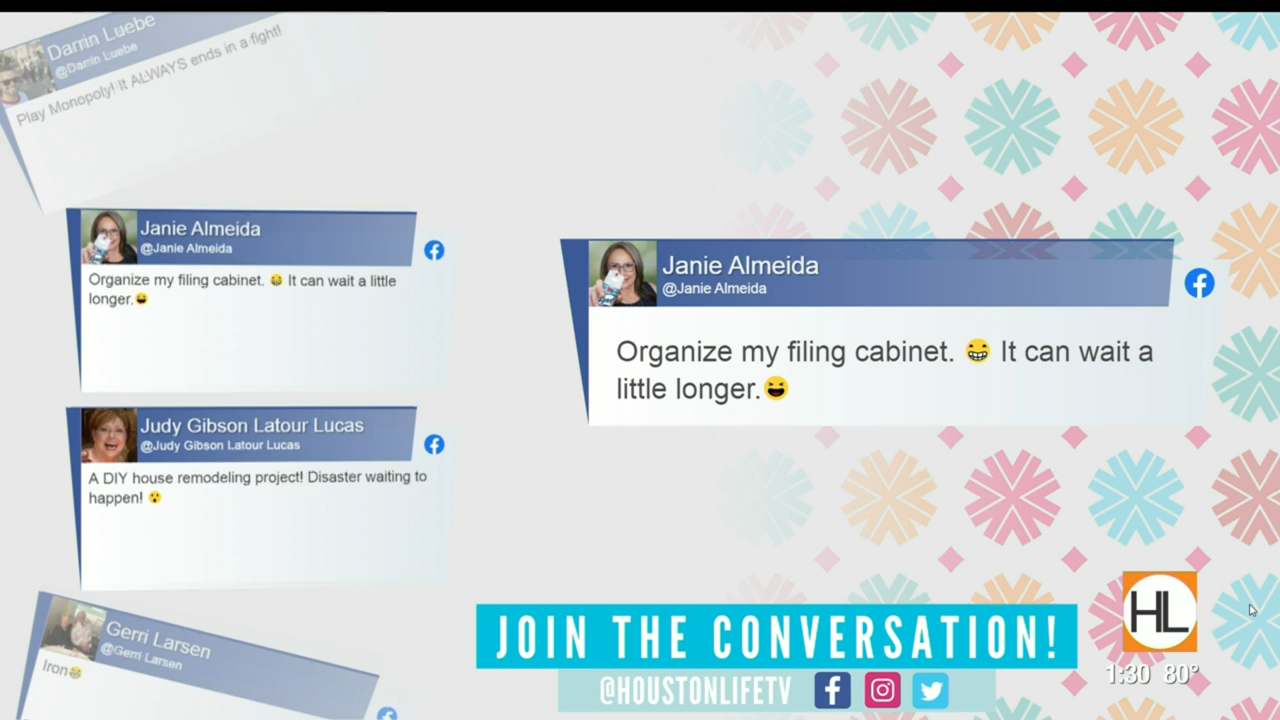 Darrin Luebe
@Darrin Luebe
Play Monopoly! It ALWAYS ends in a fight!
Janie Almeida
@Janie Almeida
Organize my filing cabinet. 😁 It can wait a little
longer.😆
Judy Gibson Latour Lucas
@Judy Gibson Latour Lucas
A DIY house remodeling project! Disaster waiting to
happen! 😯
Gerri Larsen
@Gerri Larsen
Iron😂
Janie Almeida
@Janie Almeida
Organize my filing cabinet. 😁 It can wait a
little longer.😆
JOIN THE CONVERSATION!
@HOUSTONLIFETV
HL
1:30 80°